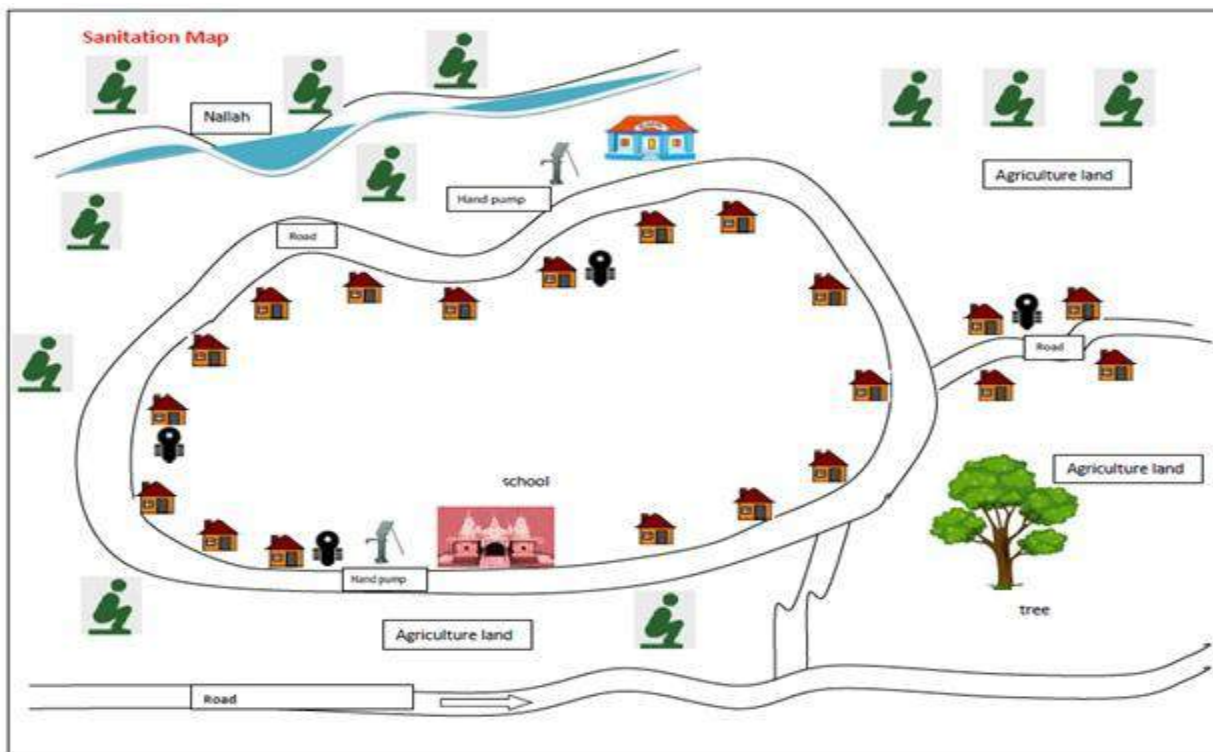 Sanitation Map
Nallah
Agriculture land
Hand pump
Road
Road
Agriculture land
school
Hand pump
tree
Agriculture land
Road